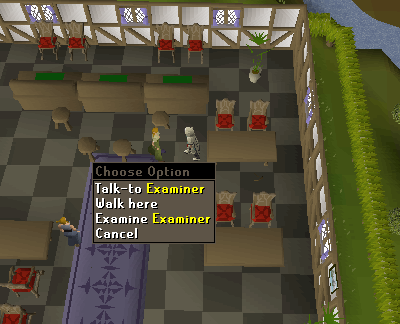 Choose Option
Talk-to Examiner
Walk here
Examine Examiner
Cancel